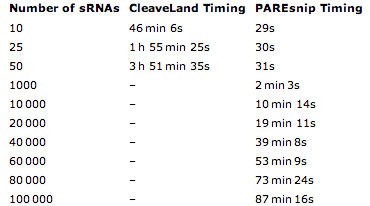 Number of sRNAs CleaveLand Timing PAREsnip Timing
10 46 min 6s 29s
25 1 h 55 min 25s 30s
50 3 h 51 min 35s 31s
1000 – 2 min 3s
10 000 – 10 min 14s
20 000 – 19 min 11s
40 000 – 39 min 8s
60 000 – 53 min 9s
80 000 – 73 min 24s
100 000 – 87 min 16s